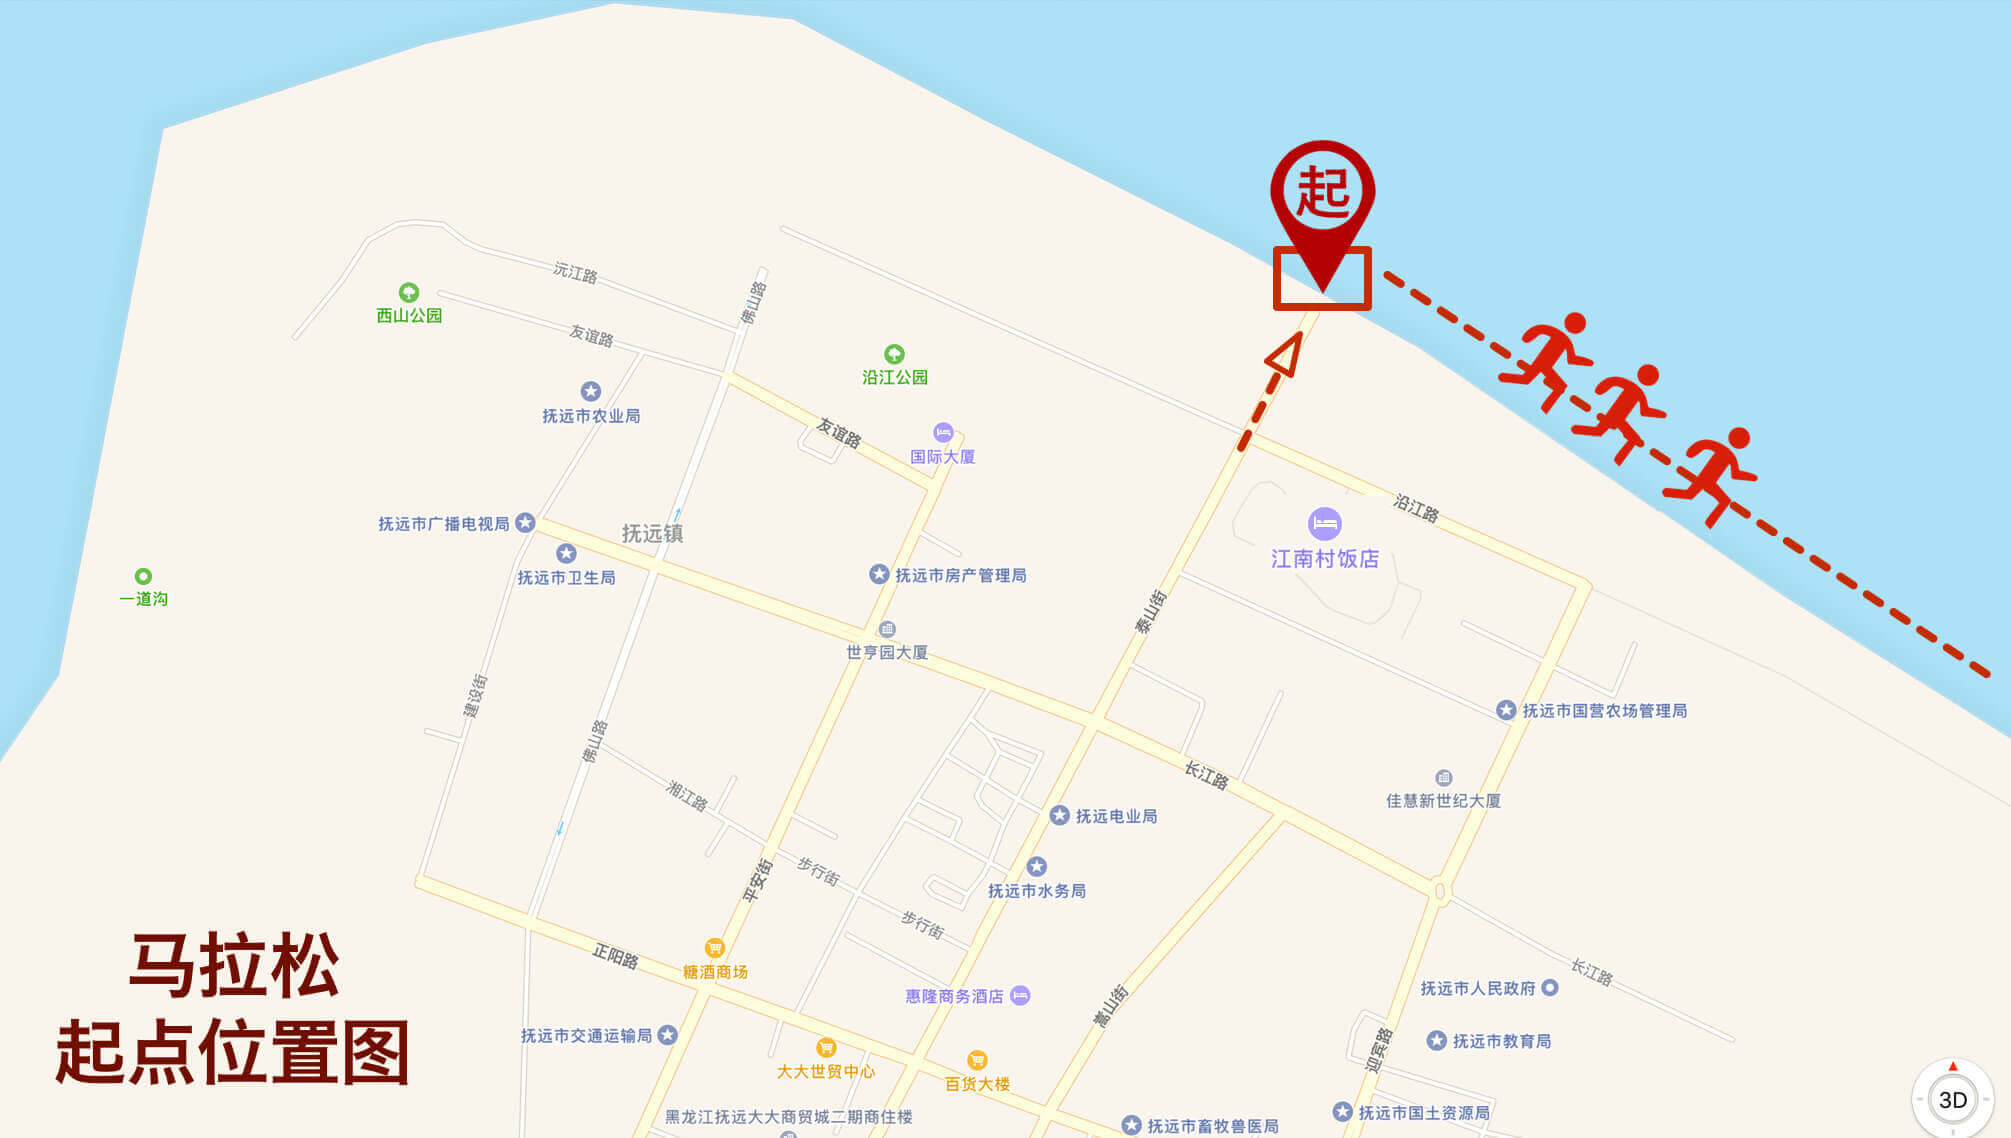 起
沅江路
佛山路
西山公园
友谊路
沿江公园
抚远市农业局
友谊路
国际大厦
沿江路
抚远市广播电视局
抚远镇
江南村饭店
抚远市卫生局
抚远市房产管理局
一道沟
泰山街
世亨园大厦
建设街
抚远市国营农场管理局
佛山路
长江路
湘江路
佳慧新世纪大厦
抚远电业局
步行街
平安街
抚远市水务局
步行街
马拉松
正阳路
糖酒商场
长江路
抚远市人民政府
惠隆商务酒店
嵩山街
起点位置图
抚远市交通运输局
抚远市教育局
迎宾路
大大世贸中心
百货大楼
3D
黑龙江抚远大大商贸城二期商住楼
抚远市国土资源局
抚远市畜牧兽医局